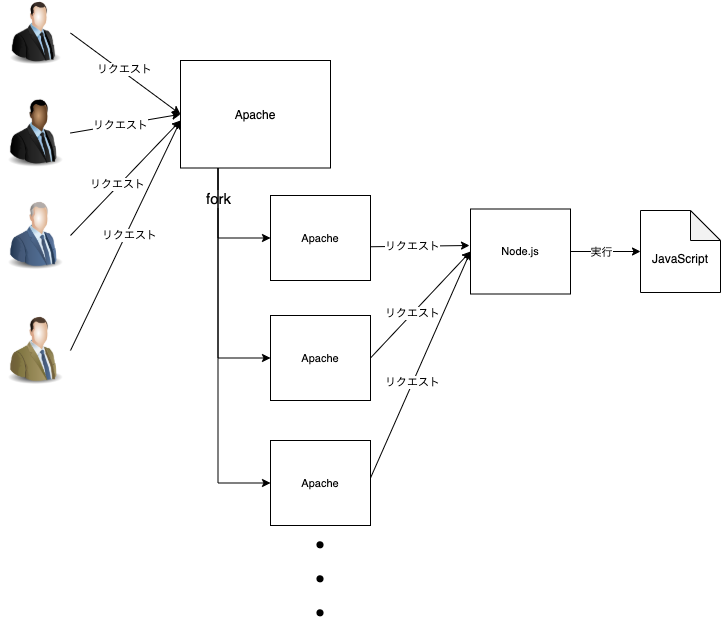 リクエスト
Apache
リクエスト
リクエスト
fork
リクエスト
Apache
リクエスト
Node.js
実行
JavaScript
リクエスト
Apache
リクエスト
Apache